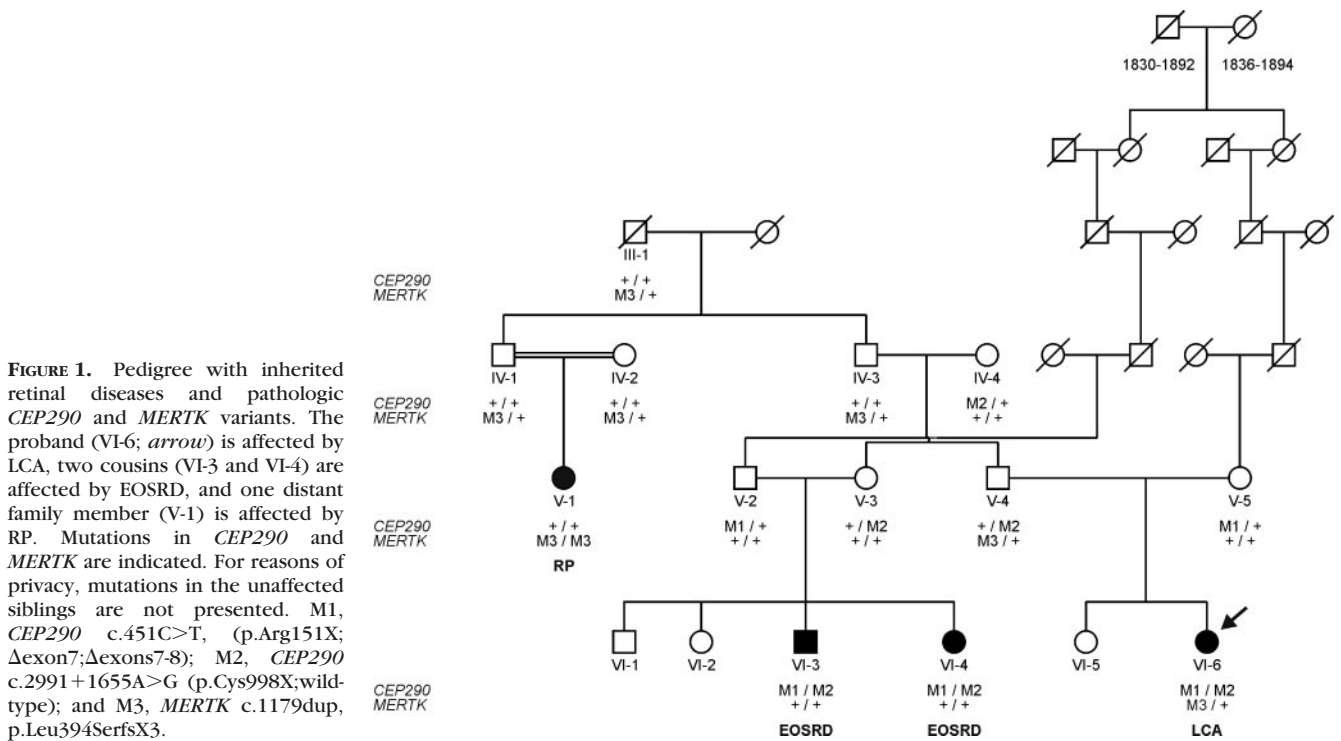 1830-1892 1836-1894
III-1
CEP290 + / +
MERTK M3 / +
IV-1 IV-2 IV-3 IV-4
CEP290 + / + + / + + / + M2 / +
MERTK M3 / + M3 / + M3 / + + / +
V-1 V-2 V-3 V-4 V-5
CEP290 + / + M1 / + + / M2 + / M2 M1 / +
MERTK M3 / M3 + / + + / + M3 / + + / +
RP
VI-1 VI-2 VI-3 VI-4 VI-5 VI-6
CEP290 M1 / M2 M1 / M2 M1 / M2
MERTK + / + + / + M3 / +
EOSRD EOSRD LCA
FIGURE 1. Pedigree with inherited
retinal diseases and pathologic
CEP290 and MERTK variants. The
proband (VI-6; arrow) is affected by
LCA, two cousins (VI-3 and VI-4) are
affected by EOSRD, and one distant
family member (V-1) is affected by
RP. Mutations in CEP290 and
MERTK are indicated. For reasons of
privacy, mutations in the unaffected
siblings are not presented. M1,
CEP290 c.451C>T, (p.Arg151X;
Δexon7;Δexons7-8); M2, CEP290
c.2991+1655A>G (p.Cys998X;wild-
type); and M3, MERTK c.1179dup,
p.Leu394SerfsX3.